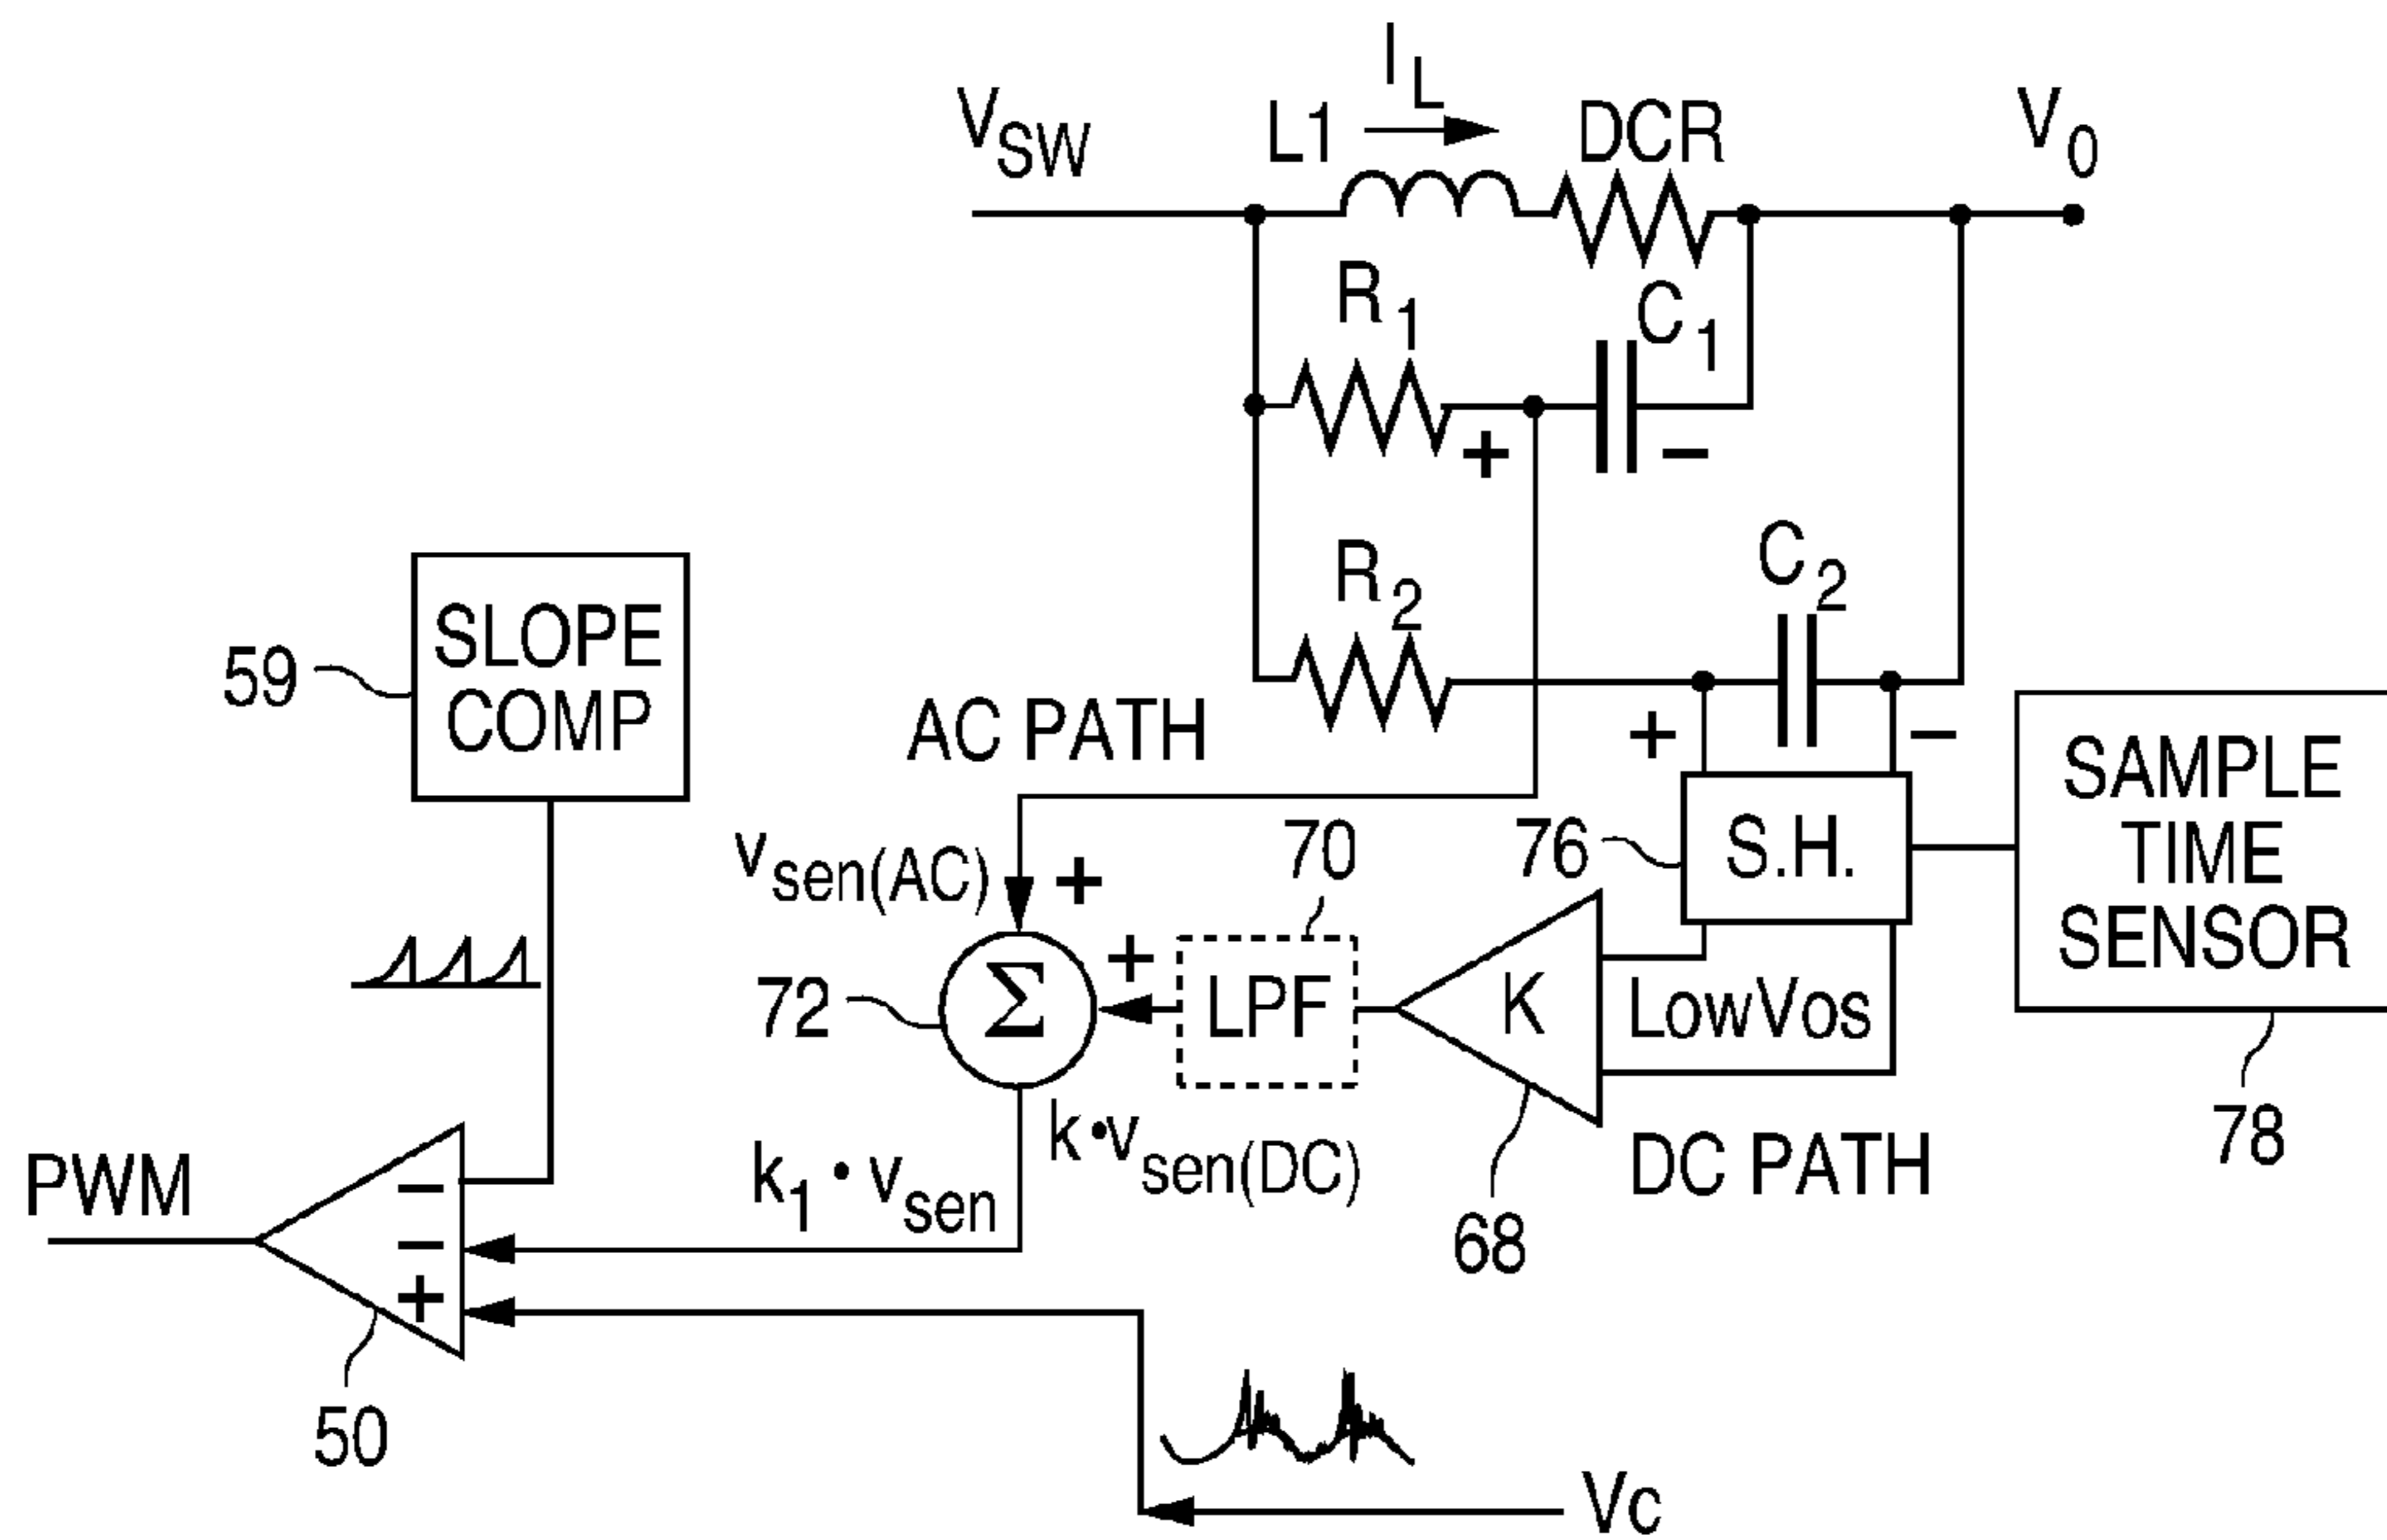 I_L
V_SW
L1
DCR
V_0
R_1
C_1
+
−
R_2
C_2
59
SLOPE
COMP
AC PATH
+
−
SAMPLE
TIME
SENSOR
v_sen(AC)
+
70
76
S.H.
72
Σ
+
LPF
K
LowVos
PWM
−
−
+
k_1•v_sen
k•v_sen(DC)
68
DC PATH
78
50
Vc